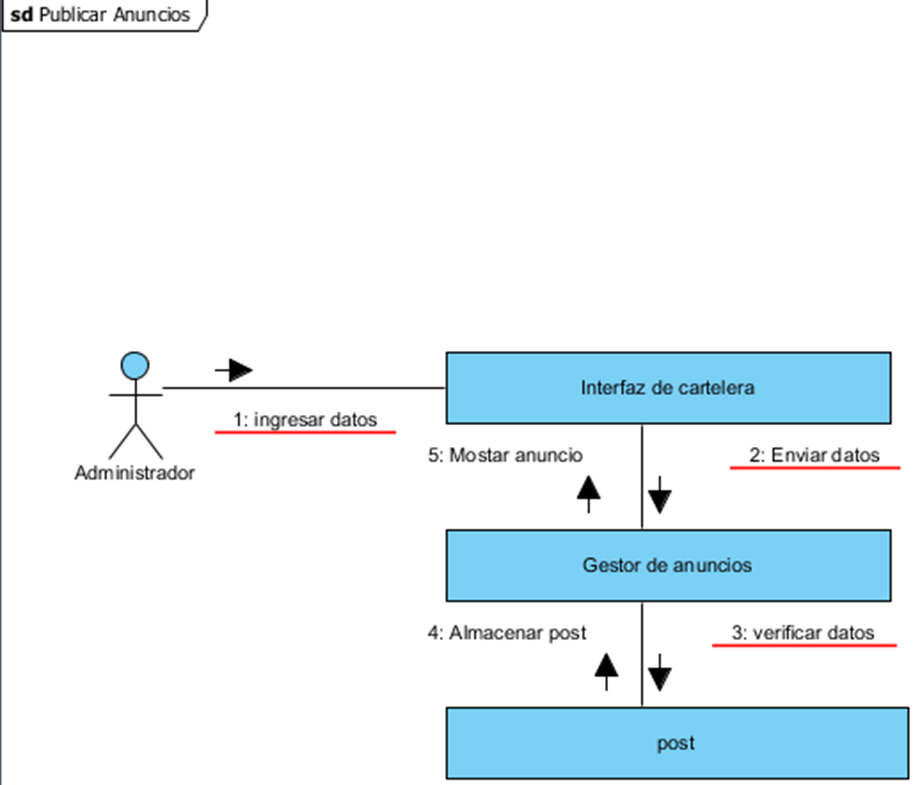 sd Publicar Anuncios
Interfaz de cartelera
1: ingresar datos
Administrador
5: Mostar anuncio
2: Enviar datos
Gestor de anuncios
4: Almacenar post
3: verificar datos
post